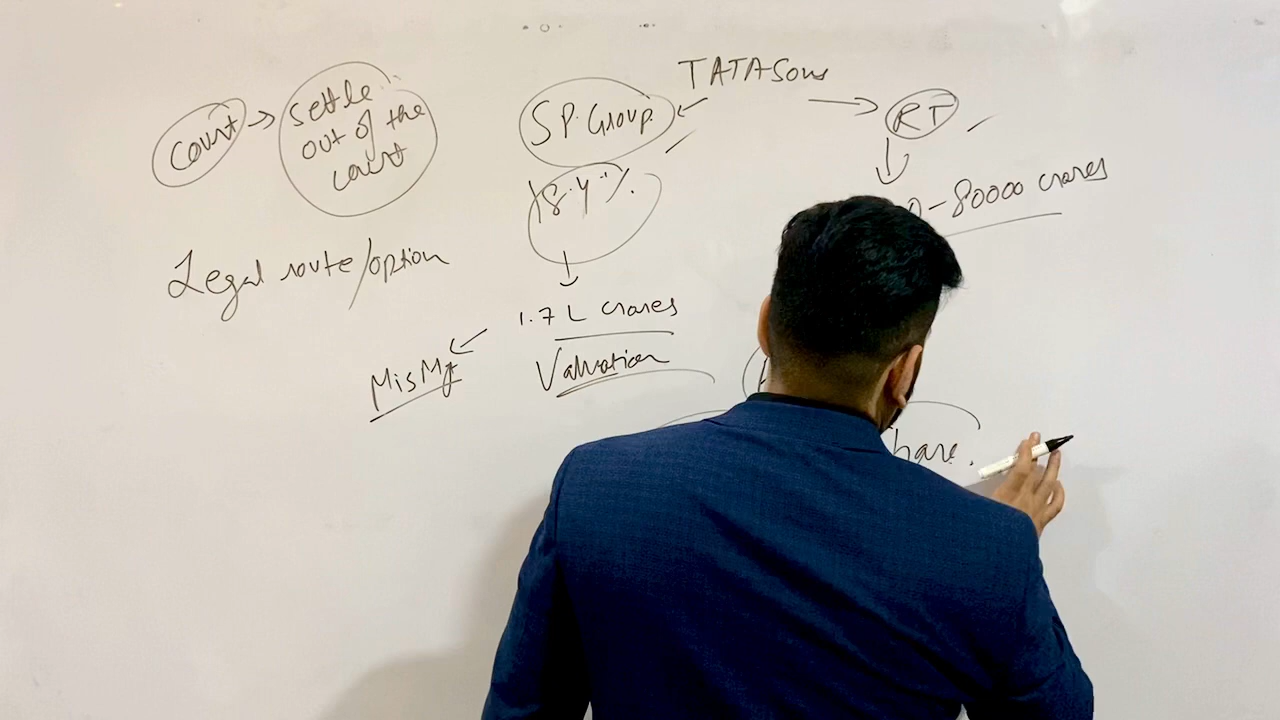 TATA Sons
Court → settle
out of the
court
SP. Group.
RT
18.4%.
0-80000 crores
Legal route/option
1.7 L crores
Valuation
MisMg
hare.